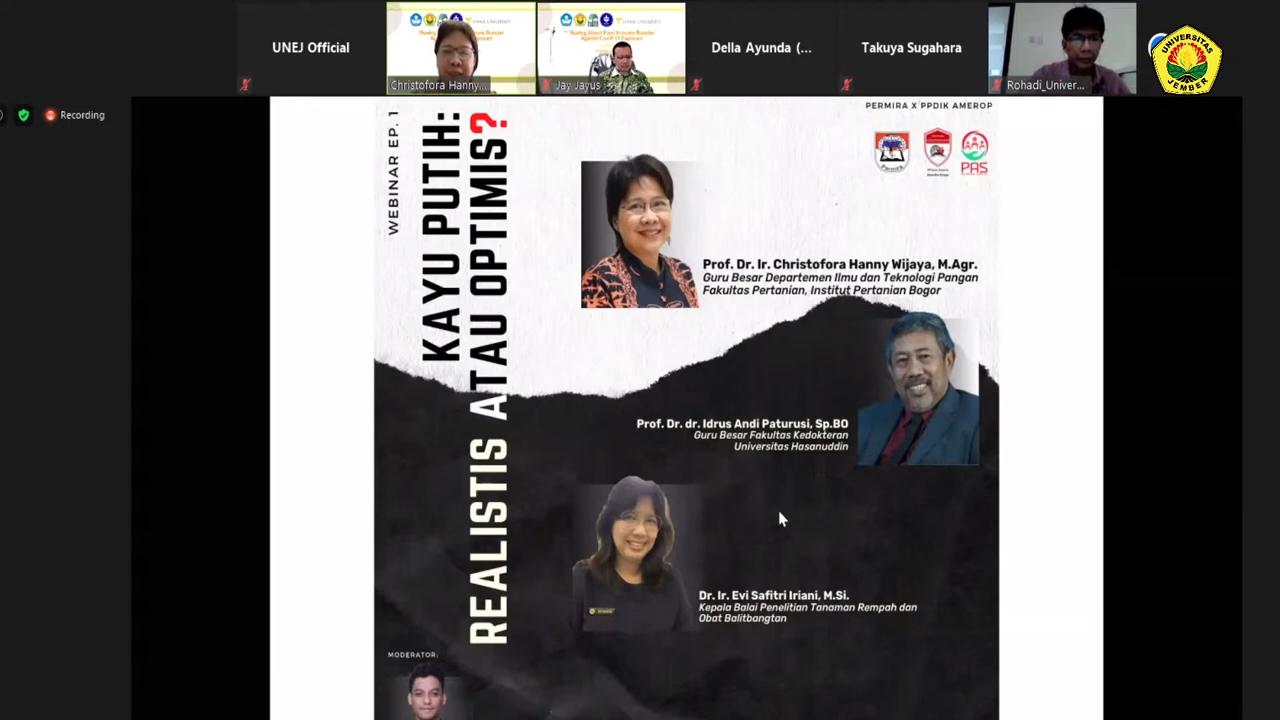 UNEJ Official
Christofora Hanny...
Jay Jayus
Della Ayunda (...
Takuya Sugahara
Rohadi_Univer...
UNIVERSITAS
JEMBER
Recording
WEBINAR EP. 1
KAYU PUTIH:
REALISTIS ATAU OPTIMIS?
PERMIRA X PPDIK AMEROP
PAS
Prof. Dr. Ir. Christofora Hanny Wijaya, M.Agr.
Guru Besar Departemen Ilmu dan Teknologi Pangan
Fakultas Pertanian, Institut Pertanian Bogor
Prof. Dr. dr. Idrus Andi Paturusi, Sp.BO
Guru Besar Fakultas Kedokteran
Universitas Hasanuddin
Dr. Ir. Evi Safitri Iriani, M.Si.
Kepala Balai Penelitian Tanaman Rempah dan
Obat Balitbangtan
MODERATOR: